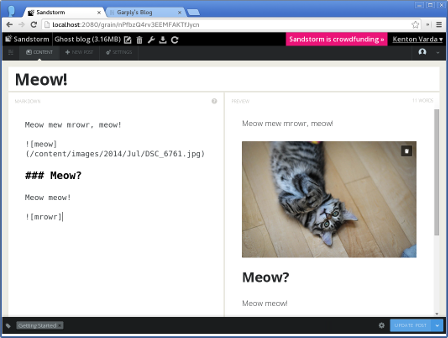 Sandstorm
Garply's Blog
localhost:2080/grain/nPfbzQ4rv3EEMFAKTfJycn
Sandstorm Ghost blog (3.16MB) Sandstorm is crowdfunding » Kenton Varda
CONTENT NEW POST SETTINGS
Meow!
MARKDOWN PREVIEW 11 WORDS
Meow mew mrowr, meow!
![meow]
(/content/images/2014/Jul/DSC_6761.jpg)
### Meow?
Meow meow!
![mrowr]
Meow mew mrowr, meow!
Meow?
Meow meow!
Getting Started
UPDATE POST